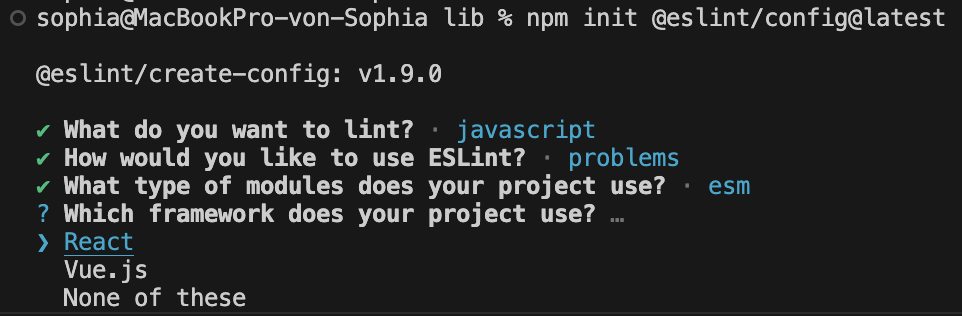 sophia@MacBookPro-von-Sophia lib % npm init @eslint/config@latest
@eslint/create-config: v1.9.0
✔ What do you want to lint? · javascript
✔ How would you like to use ESLint? · problems
✔ What type of modules does your project use? · esm
? Which framework does your project use? …
❯ React
Vue.js
None of these